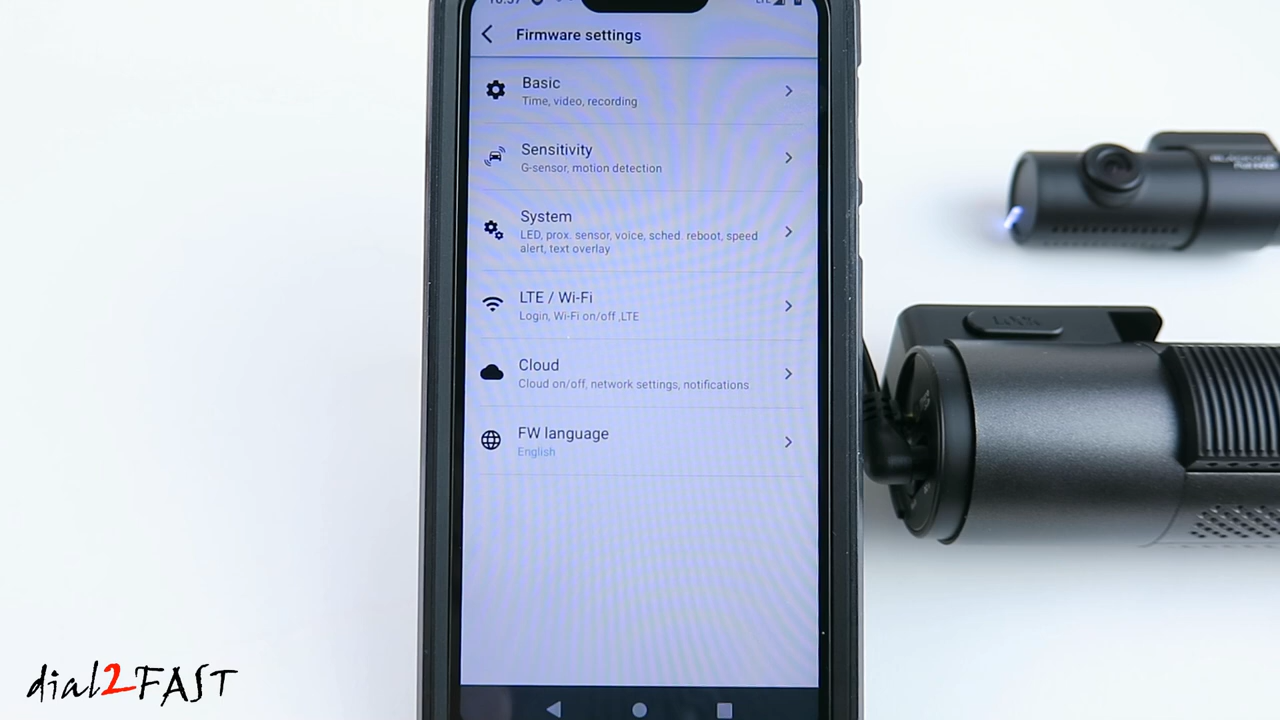 Firmware settings
Basic
Time, video, recording
Sensitivity
G-sensor, motion detection
System
LED, prox. sensor, voice, sched. reboot, speed
alert, text overlay
LTE / Wi-Fi
Login, Wi-Fi on/off ,LTE
Cloud
Cloud on/off, network settings, notifications
FW language
English
dial2FAST